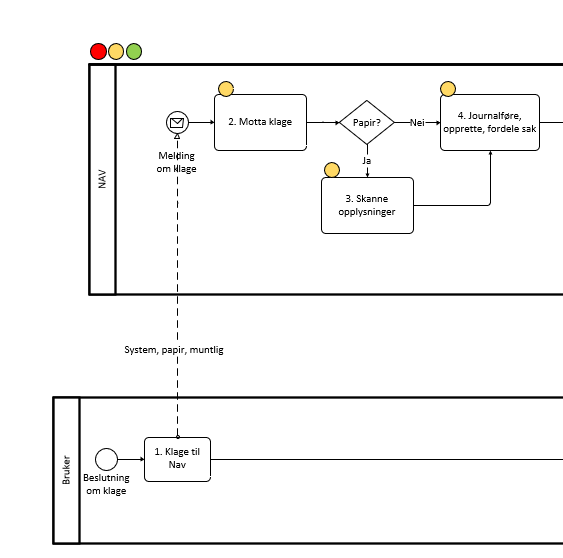 NAV
2. Motta klage
Papir?
Nei
4. Journalføre,
opprette, fordele sak
Melding
om klage
Ja
3. Skanne
opplysninger
System, papir, muntlig
Bruker
1. Klage til
Nav
Beslutning
om klage